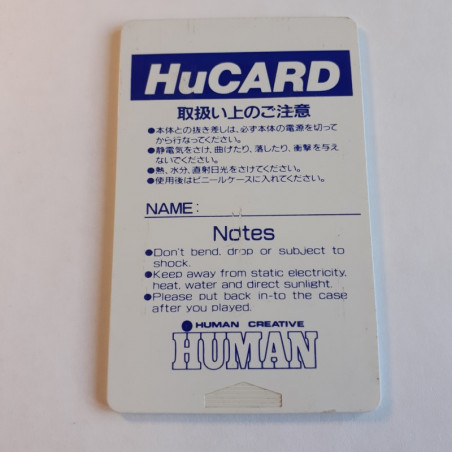 HuCARD
取扱い上のご注意
●本体との抜き差しは、必ず本体の電源を切って
から行なってください。
●静電気をさけ、曲げたり、落したり、衝撃を与え
ないでください。
●熱、水分、直射日光をさけてください。
●使用後はビニールケースに入れてください。
NAME:
Notes
●Don't bend, drop or subject to
shock.
●Keep away from static electricity,
heat, water and direct sunlight.
●Please put back in-to the case
after you played.
HUMAN CREATIVE
HUMAN